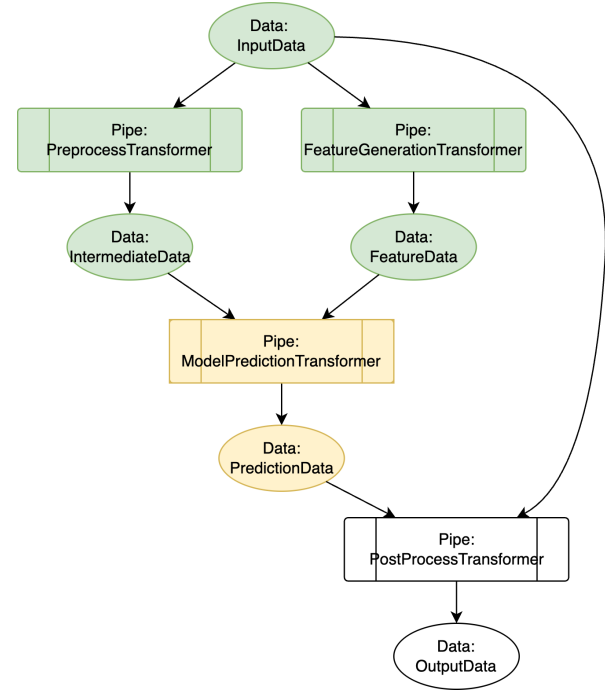 Data:
InputData
Pipe:
PreprocessTransformer
Pipe:
FeatureGenerationTransformer
Data:
IntermediateData
Data:
FeatureData
Pipe:
ModelPredictionTransformer
Data:
PredictionData
Pipe:
PostProcessTransformer
Data:
OutputData